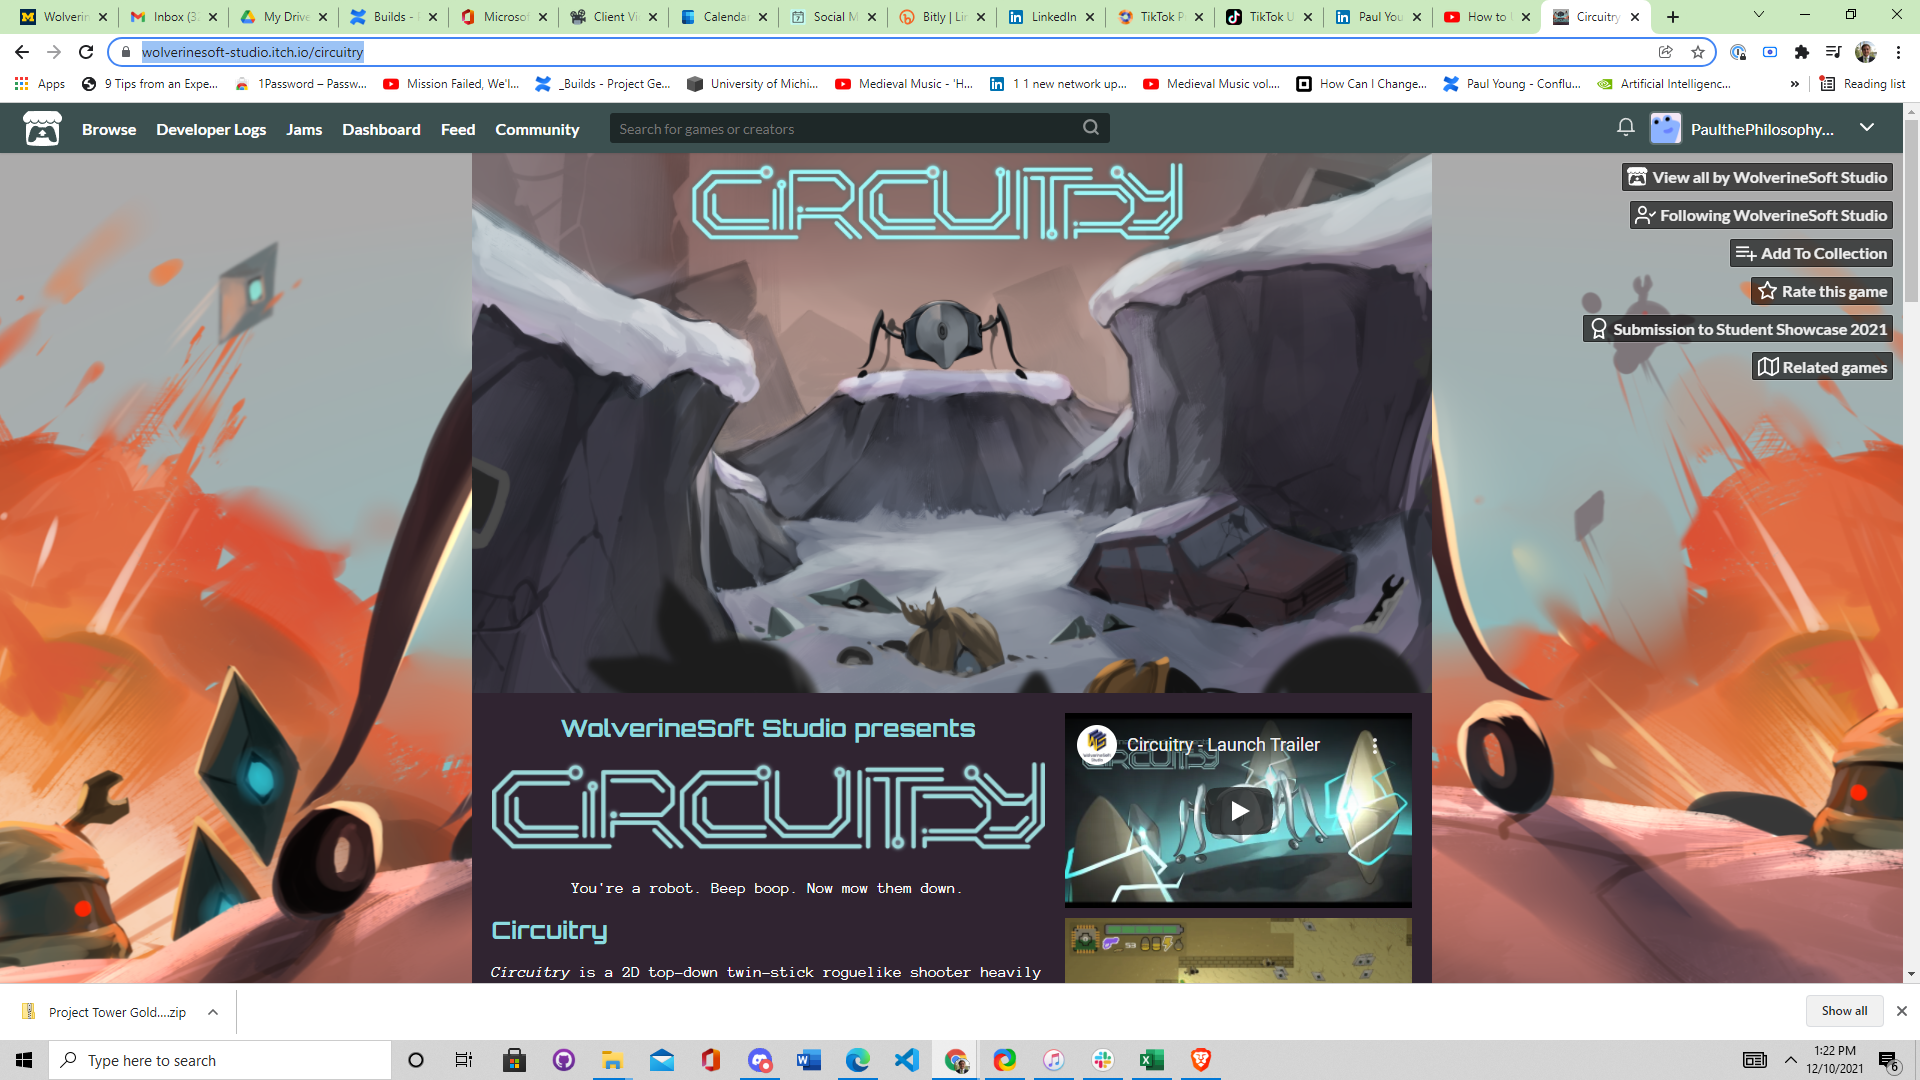 Wolverin
Inbox (3
My Drive
Builds -
Microsof
Client Vi
Calenda
Social M
Bitly | Lin
LinkedIn
TikTok P
TikTok U
Paul You
How to U
Circuitry
wolverinesoft-studio.itch.io/circuitry
Apps
9 Tips from an Expe...
1Password – Passw...
Mission Failed, We'l...
_Builds - Project Ge...
University of Michi...
Medieval Music - 'H...
1 1 new network up...
Medieval Music vol....
How Can I Change...
Paul Young - Conflu...
Artificial Intelligenc...
»
Reading list
Browse
Developer Logs
Jams
Dashboard
Feed
Community
Search for games or creators
PaulthePhilosophy...
CIRCUITRY
View all by WolverineSoft Studio
Following WolverineSoft Studio
Add To Collection
Rate this game
Submission to Student Showcase 2021
Related games
WolverineSoft Studio presents
CIRCUITRY
You're a robot. Beep boop. Now mow them down.
Circuitry
Circuitry is a 2D top-down twin-stick roguelike shooter heavily
Circuitry - Launch Trailer
CIRCUITRY
53
Project Tower Gold....zip
Show all
Type here to search
1:22 PM
12/10/2021
6